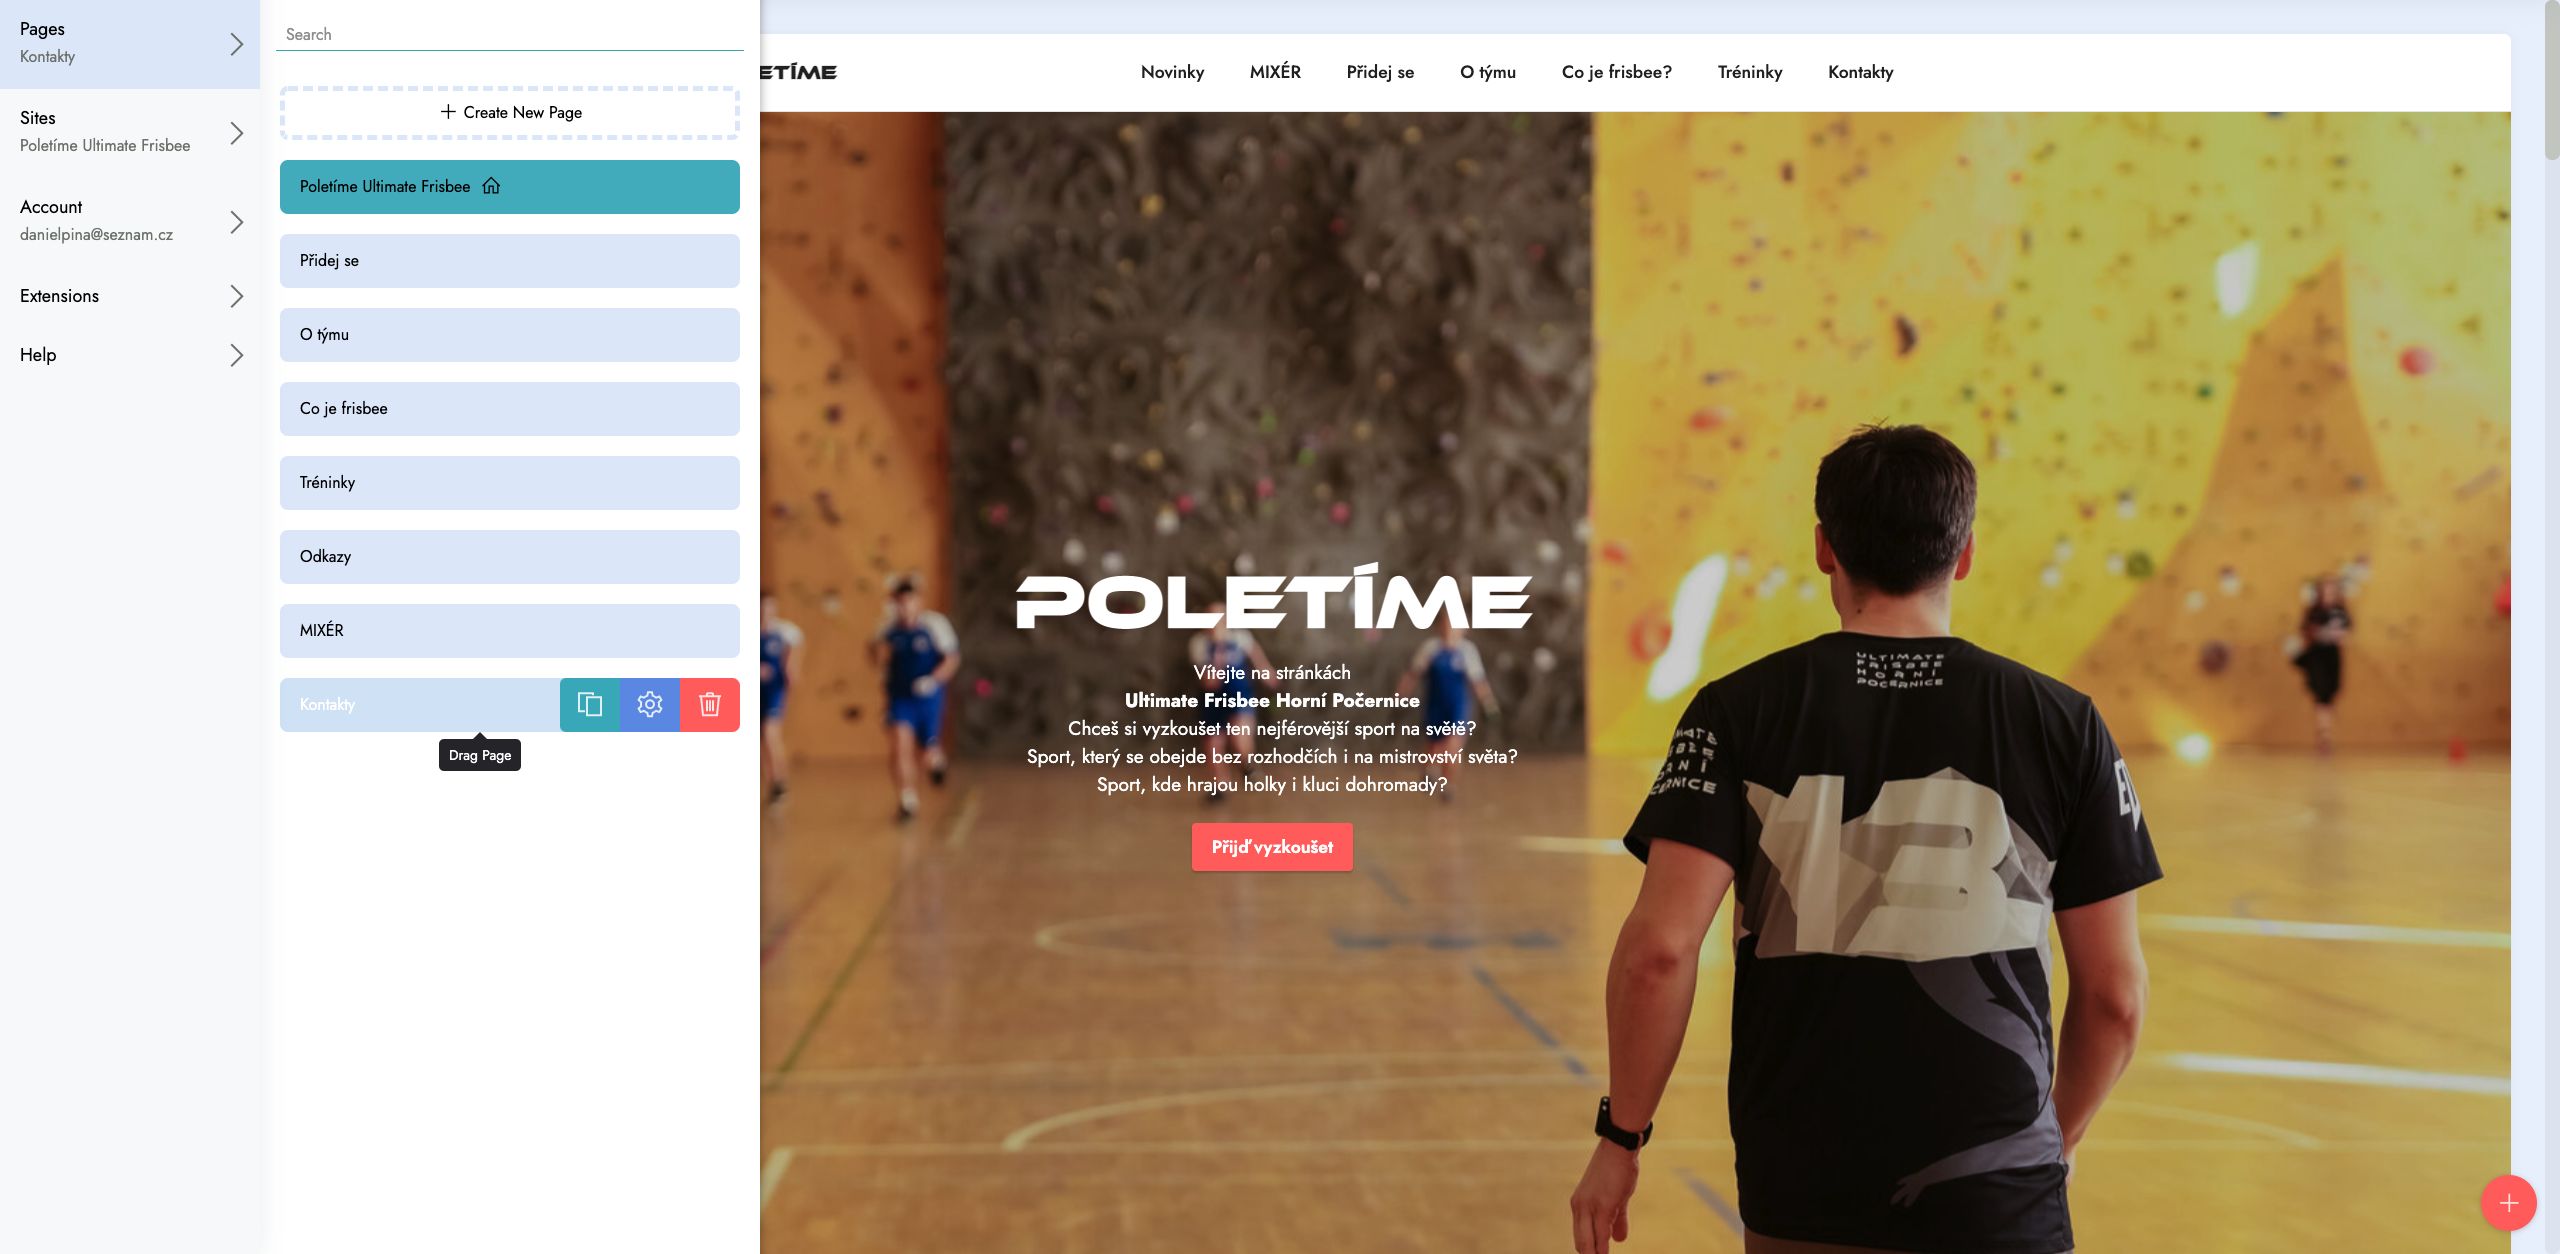 Pages
Kontakty
Sites
Poletíme Ultimate Frisbee
Account
danielpina@seznam.cz
Extensions
Help
Search
Create New Page
Poletíme Ultimate Frisbee
Přidej se
O týmu
Co je frisbee
Tréninky
Odkazy
MIXÉR
Kontakty
Drag Page
ETÍME
Novinky
MIXÉR
Přidej se
O týmu
Co je frisbee?
Tréninky
Kontakty
POLETÍME
Vítejte na stránkách
Ultimate Frisbee Horní Počernice
Chceš si vyzkoušet ten nejférovější sport na světě?
Sport, který se obejde bez rozhodčích i na mistrovství světa?
Sport, kde hrajou holky i kluci dohromady?
Přijď vyzkoušet
ULTIMATE
FRISBEE
HORNÍ
POČERNICE
13